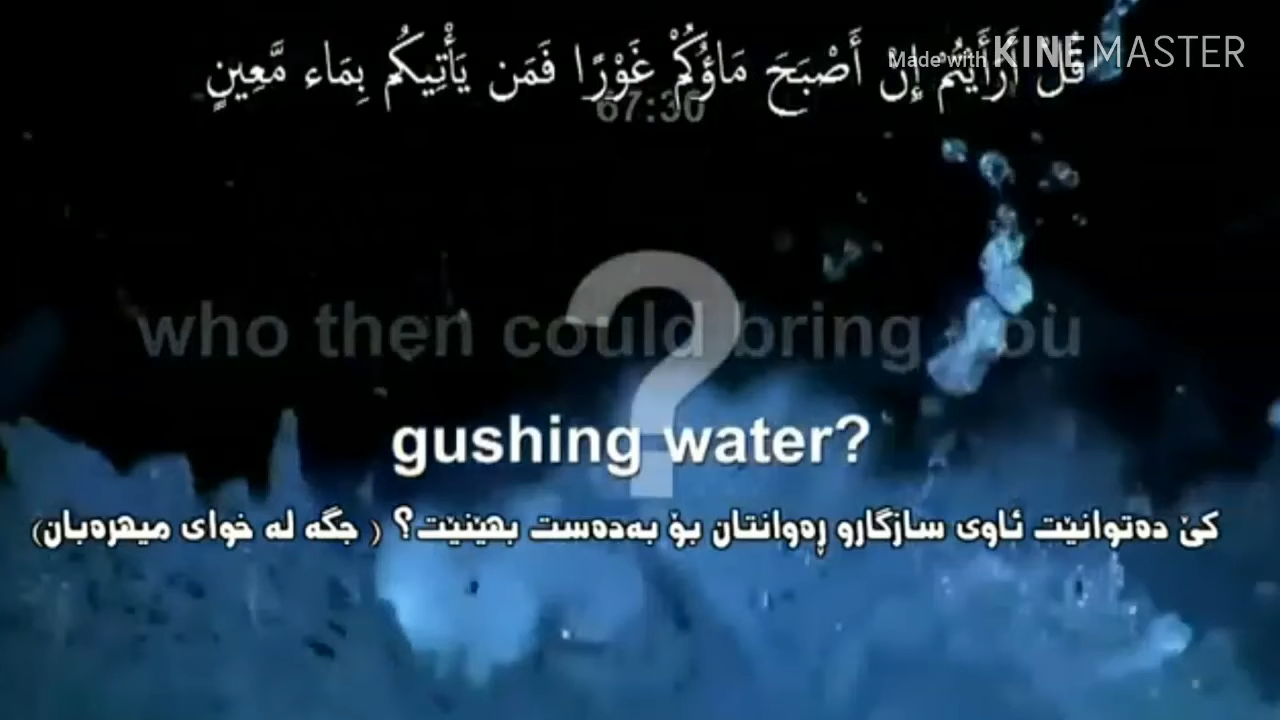 Made with KINEMASTER
قُلْ أَرَأَيْتُمْ إِنْ أَصْبَحَ مَاؤُكُمْ غَوْرًا فَمَن يَأْتِيكُم بِمَاء مَّعِينٍ
67:30
who then could bring you
gushing water?
?
کێ دەتوانێت ئاوی سازگارو ڕەوانتان بۆ بەدەست بهێنێت؟ ( جگە لە خوای میهرەبان)